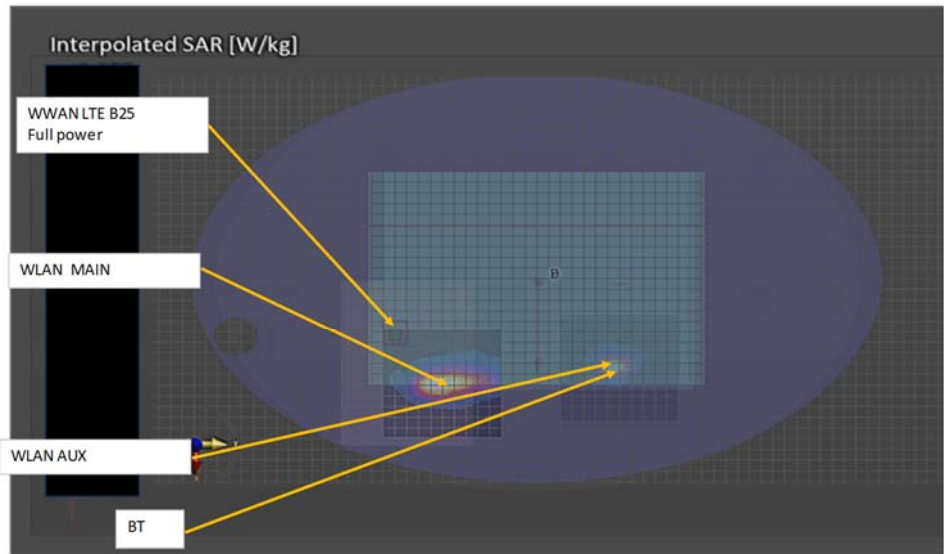 Interpolated SAR [W/kg]
WWAN LTE B25
Full power
B
WLAN MAIN
WLAN AUX
BT